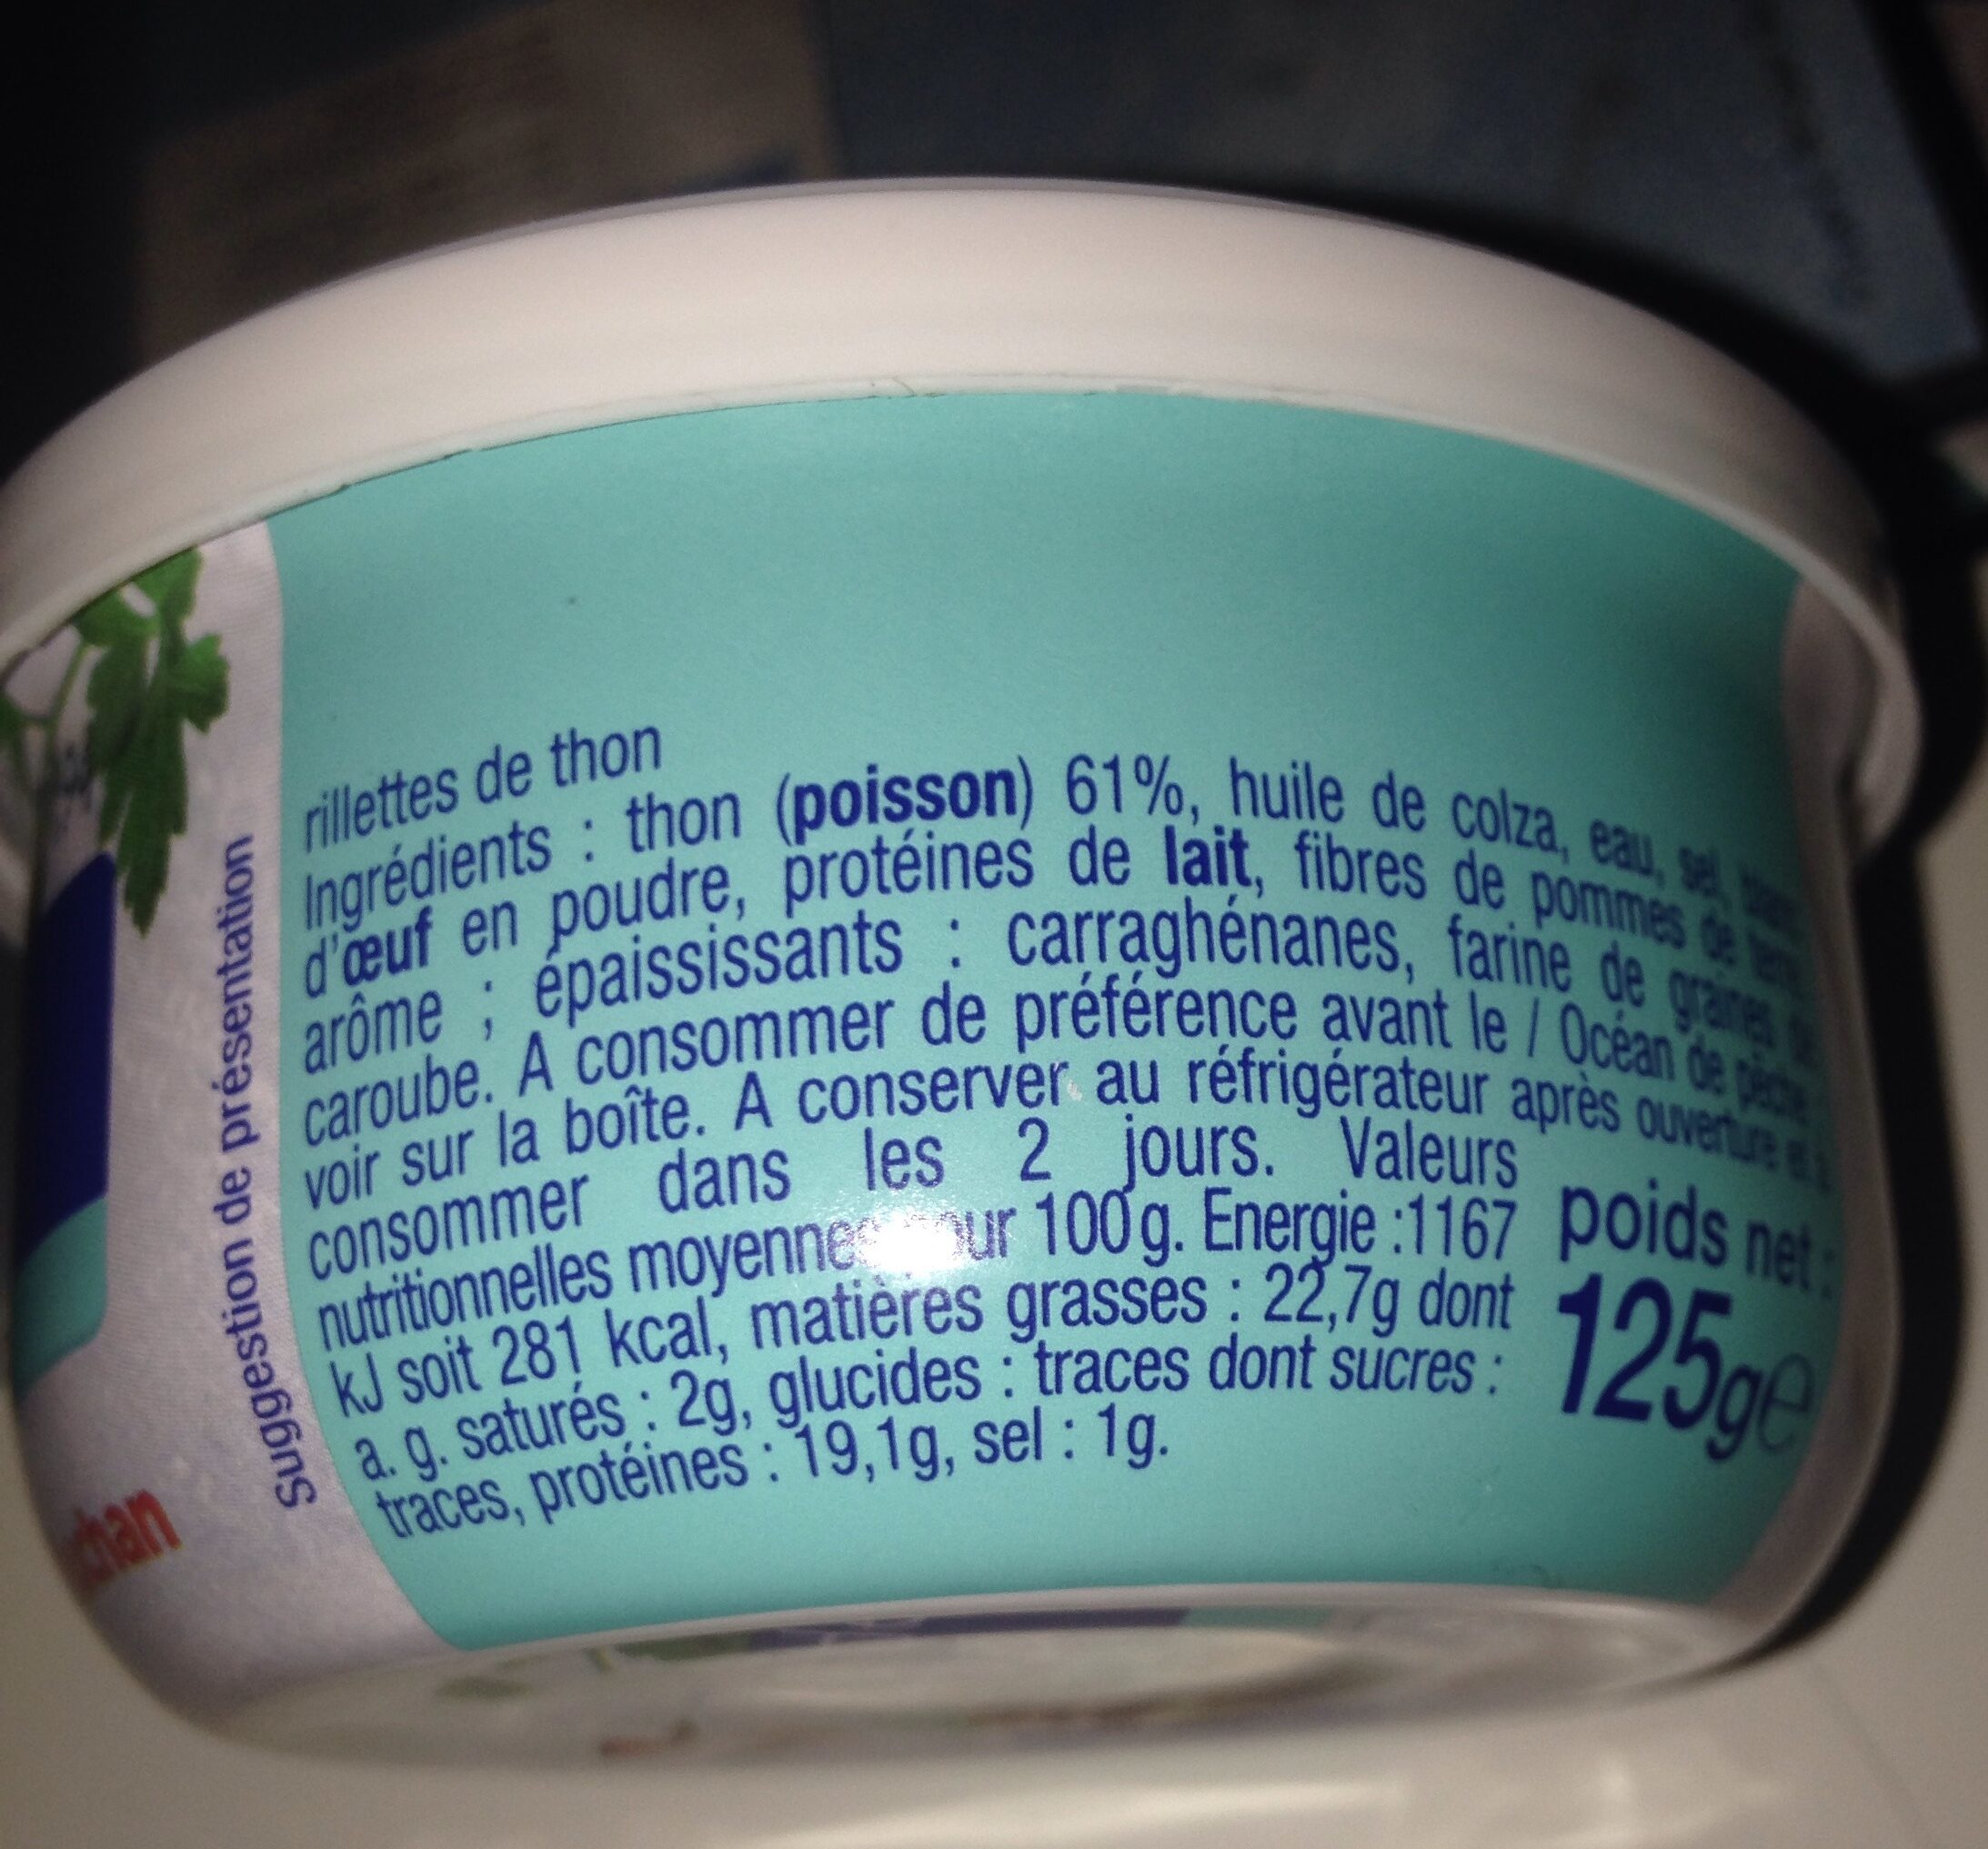 rillettes de thon
Ingrédients : thon (poisson) 61%, huile de colza, eau, sel,
d'œuf en poudre, protéines de lait, fibres de pommes de terre,
arôme ; épaississants : carraghénanes, farine de graines de
caroube. A consommer de préférence avant le / Océan de pêche :
voir sur la boîte. A conserver au réfrigérateur après ouverture et à
consommer dans les 2 jours. Valeurs
nutritionnelles moyennes pour 100g. Energie :1167
kJ soit 281 kcal, matières grasses : 22,7g dont
a. g. saturés : 2g, glucides : traces dont sucres :
traces, protéines : 19,1g, sel : 1g.
poids net :
125g e
Suggestion de présentation